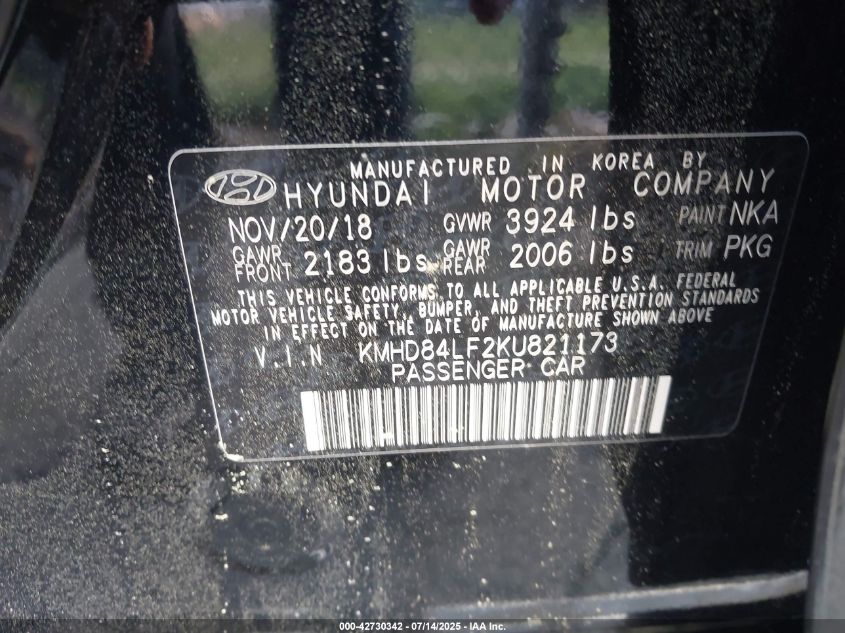 MANUFACTURED IN KOREA BY
HYUNDAI MOTOR COMPANY
NOV/20/18 GVWR 3924 lbs PAINT NKA
GAWR FRONT 2183 lbs GAWR REAR 2006 lbs TRIM PKG
THIS VEHICLE CONFORMS TO ALL APPLICABLE U.S.A. FEDERAL
MOTOR VEHICLE SAFETY, BUMPER, AND THEFT PREVENTION STANDARDS
IN EFFECT ON THE DATE OF MANUFACTURE SHOWN ABOVE
V.I.N KMHD84LF2KU821173
PASSENGER CAR
000-42730342 - 07/14/2025 - IAA Inc.